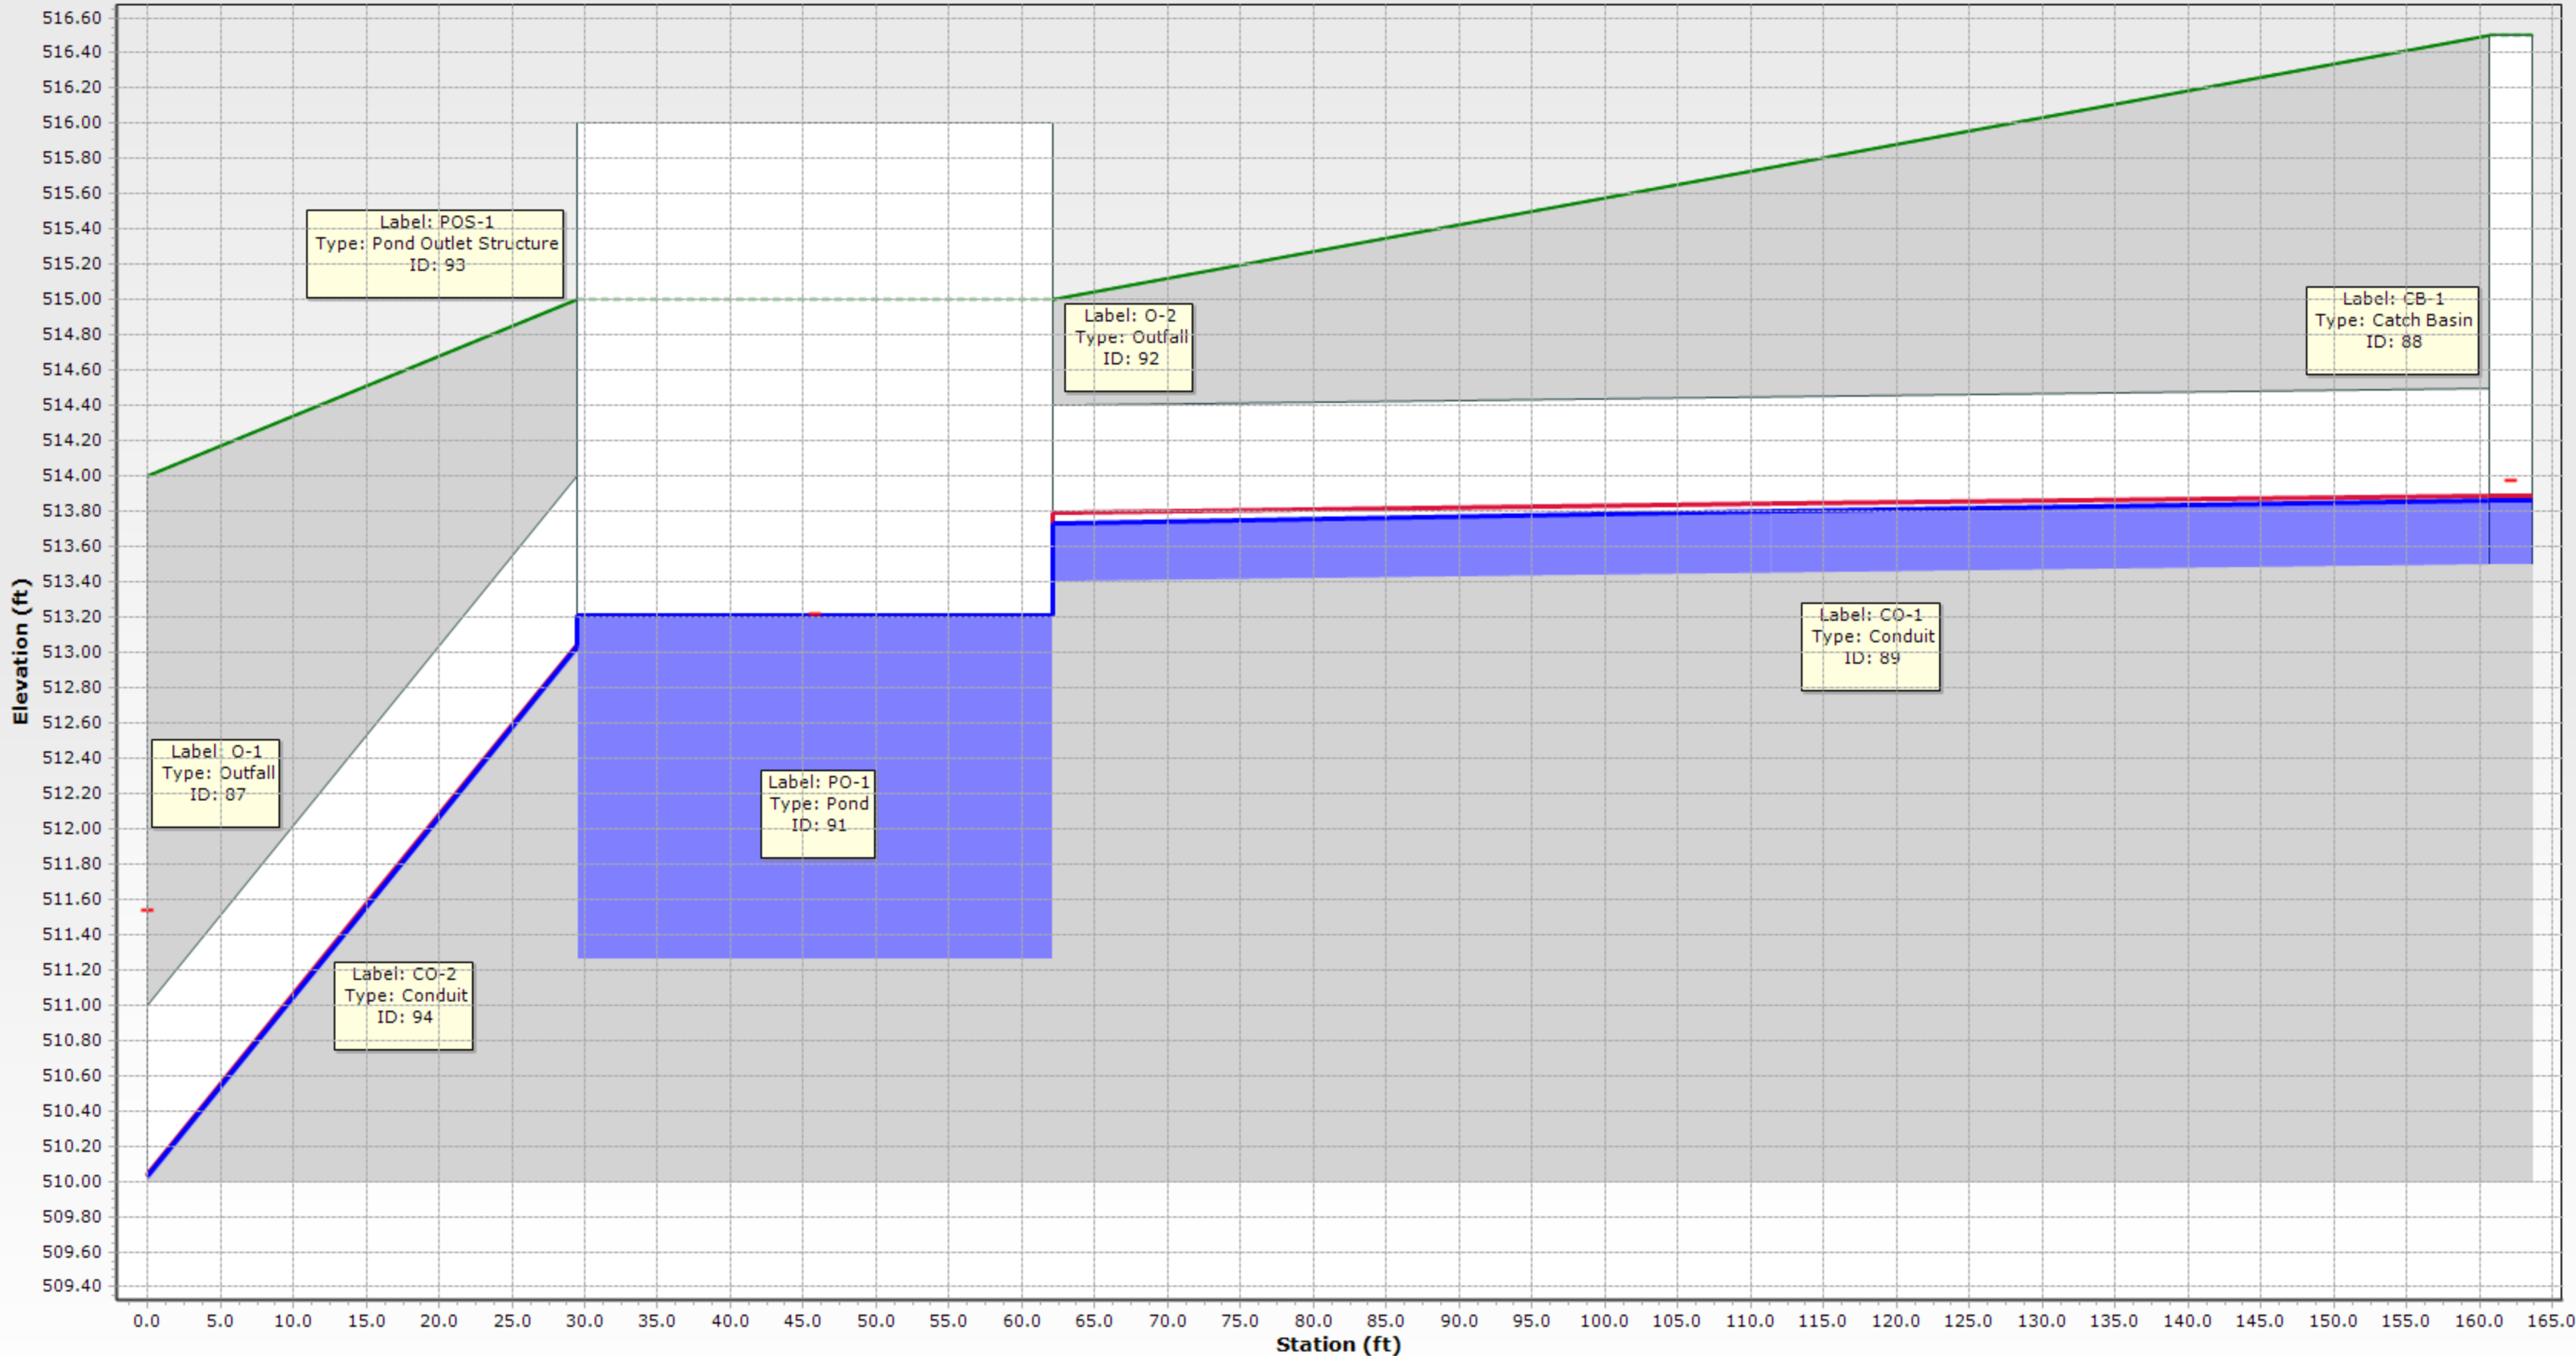 516.60
516.40
516.20
516.00
515.80
515.60
515.40
515.20
515.00
514.80
514.60
514.40
514.20
514.00
513.80
513.60
513.40
513.20
513.00
512.80
512.60
512.40
512.20
512.00
511.80
511.60
511.40
511.20
511.00
510.80
510.60
510.40
510.20
510.00
509.80
509.60
509.40
Elevation (ft)
Label: POS-1
Type: Pond Outlet Structure
ID: 93
Label: O-2
Type: Outfall
ID: 92
Label: CB-1
Type: Catch Basin
ID: 88
Label: CO-1
Type: Conduit
ID: 89
Label: O-1
Type: Outfall
ID: 87
Label: PO-1
Type: Pond
ID: 91
Label: CO-2
Type: Conduit
ID: 94
0.0 5.0 10.0 15.0 20.0 25.0 30.0 35.0 40.0 45.0 50.0 55.0 60.0 65.0 70.0 75.0 80.0 85.0 90.0 95.0 100.0 105.0 110.0 115.0 120.0 125.0 130.0 135.0 140.0 145.0 150.0 155.0 160.0 165.0
Station (ft)